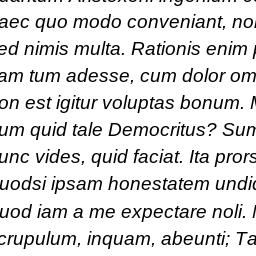 aec quo modo conveniant, non
ed nimis multa. Rationis enim
am tum adesse, cum dolor om
on est igitur voluptas bonum.
um quid tale Democritus? Sum
unc vides, quid faciat. Ita prors
uodsi ipsam honestatem undi
uod iam a me expectare noli.
crupulum, inquam, abeunti; Ta